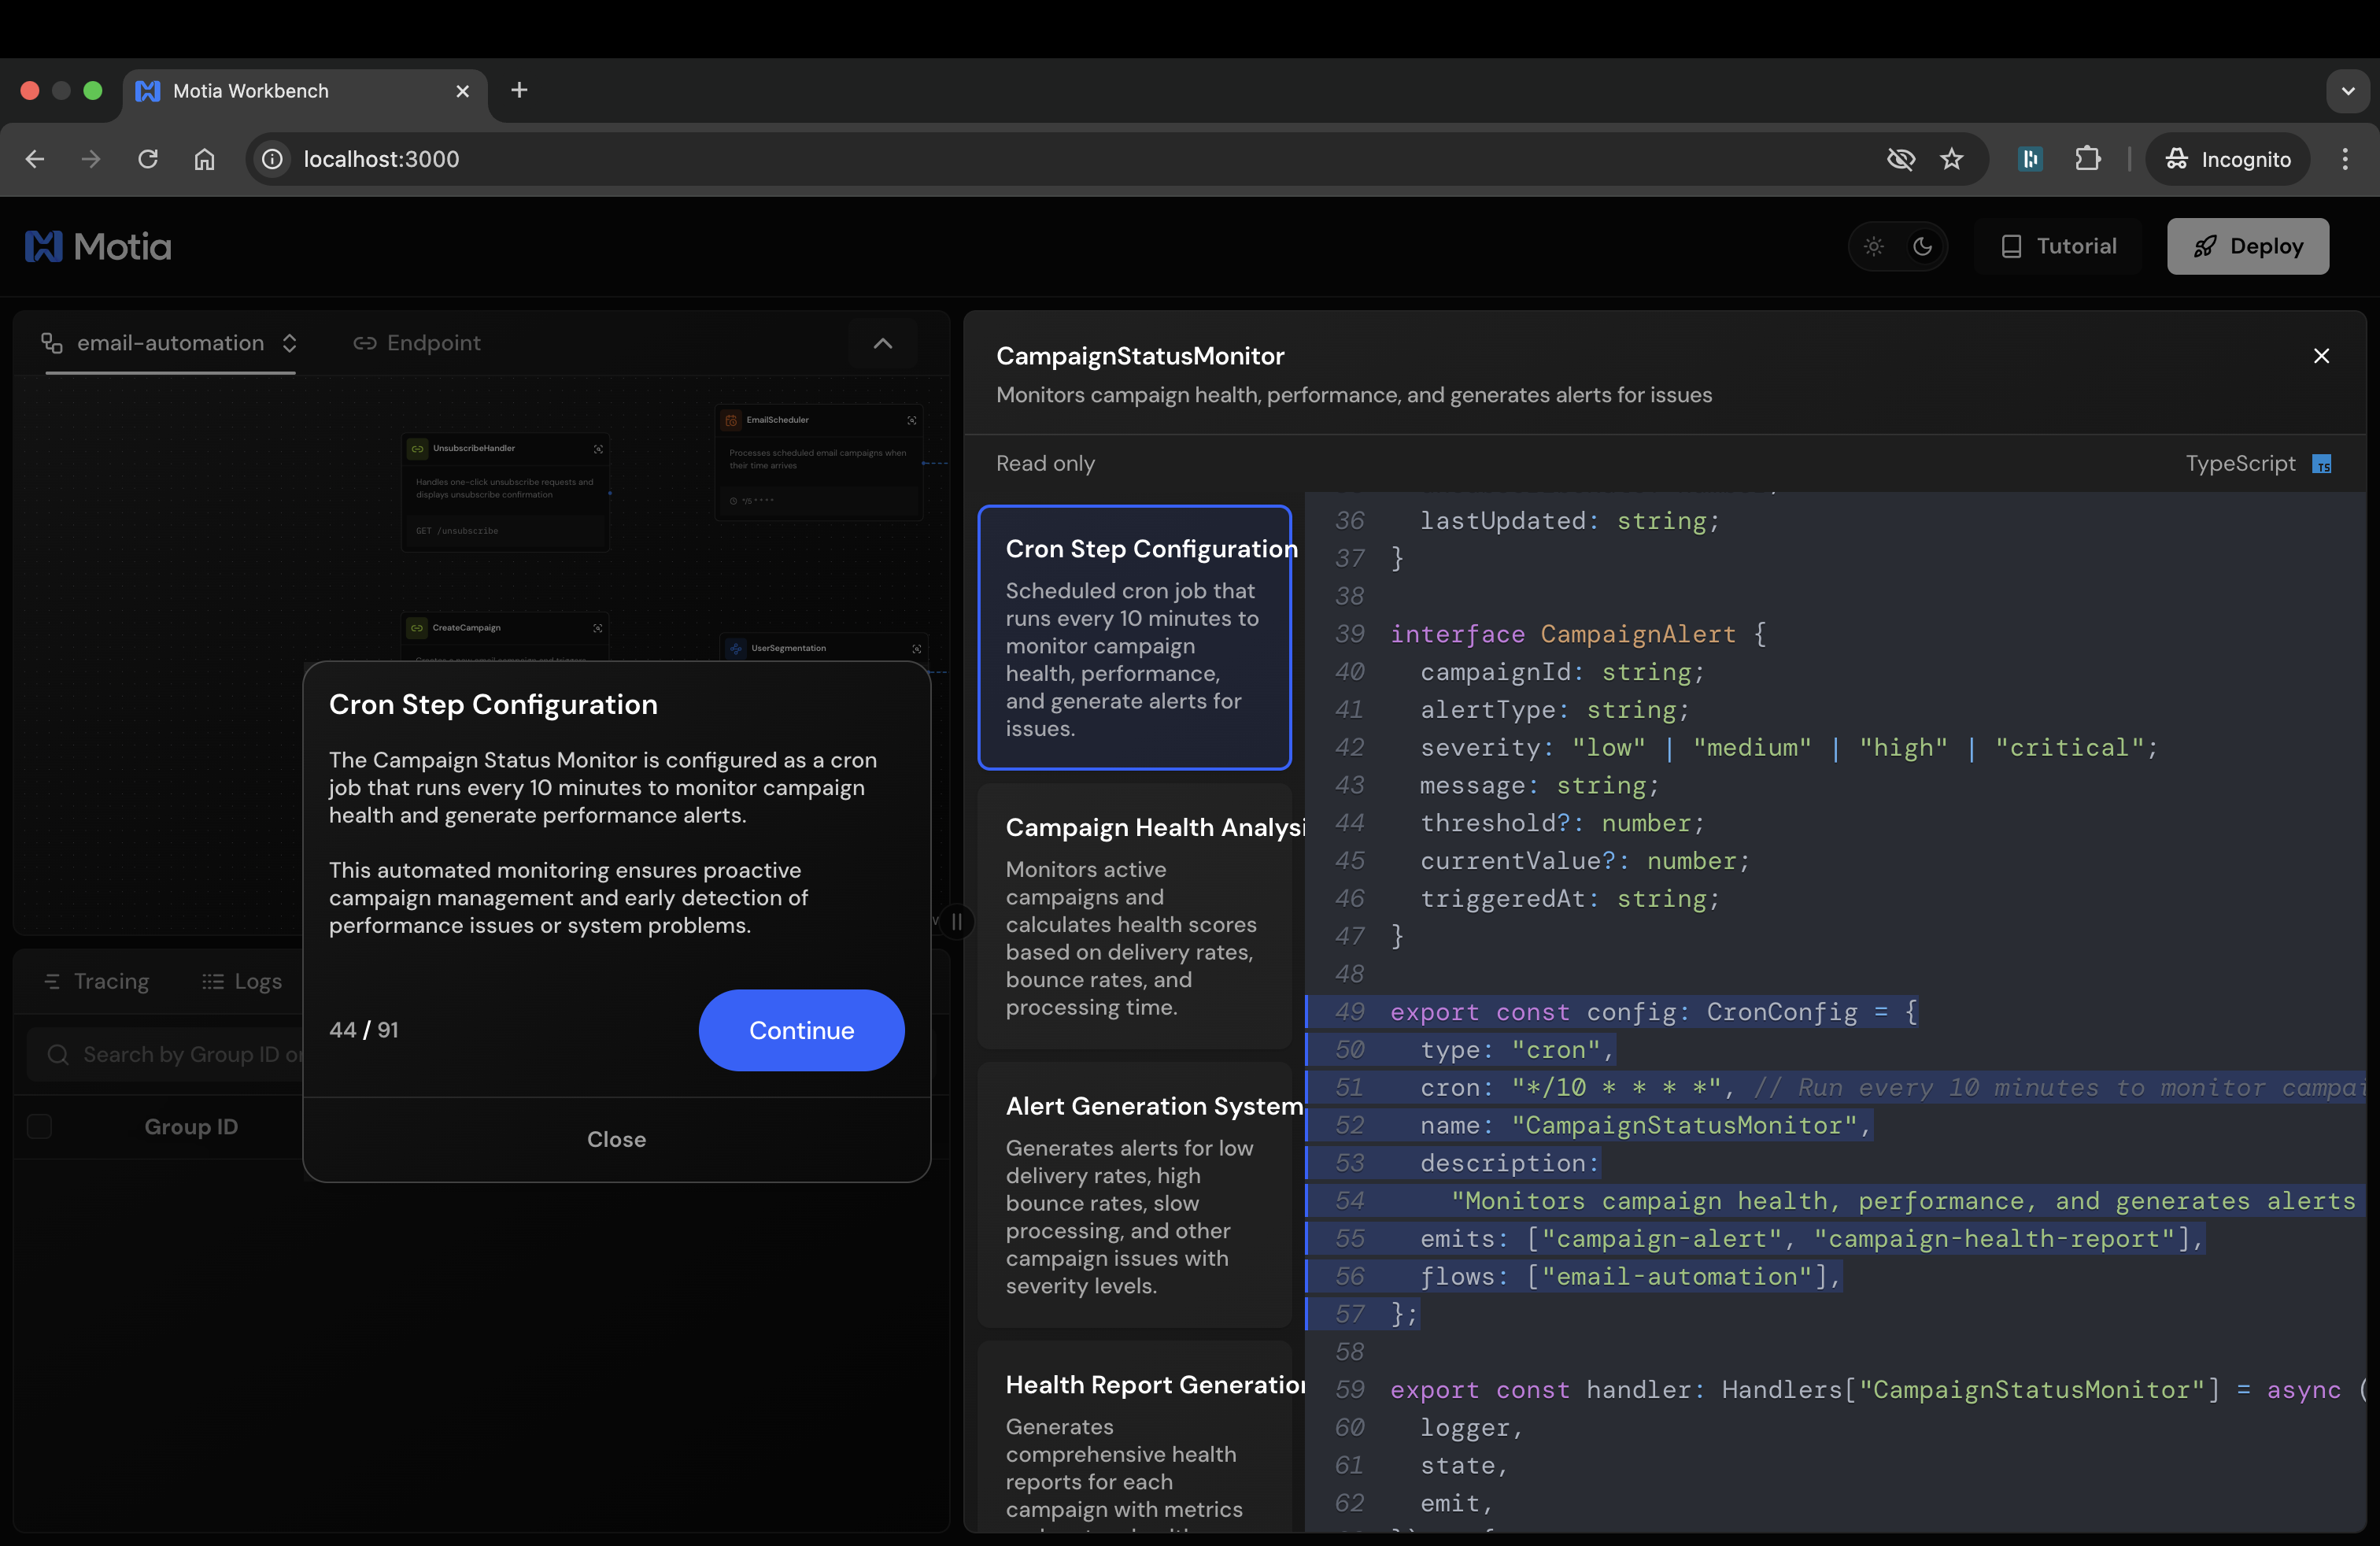 Motia Workbench
localhost:3000
Incognito
Motia
Tutorial
Deploy
email-automation
Endpoint
UnsubscribeHandler
Handles one-click unsubscribe requests and
displays unsubscribe confirmation
GET /unsubscribe
EmailScheduler
Processes scheduled email campaigns when
their time arrives
*/5 * * * *
CreateCampaign
UserSegmentation
Cron Step Configuration
The Campaign Status Monitor is configured as a cron
job that runs every 10 minutes to monitor campaign
health and generate performance alerts.
This automated monitoring ensures proactive
campaign management and early detection of
performance issues or system problems.
44 / 91
Continue
Close
Tracing
Logs
Search by Group ID or
Group ID
CampaignStatusMonitor
Monitors campaign health, performance, and generates alerts for issues
Read only
TypeScript
TS
Cron Step Configuration
Scheduled cron job that
runs every 10 minutes to
monitor campaign
health, performance,
and generate alerts for
issues.
Campaign Health Analysi
Monitors active
campaigns and
calculates health scores
based on delivery rates,
bounce rates, and
processing time.
Alert Generation System
Generates alerts for low
delivery rates, high
bounce rates, slow
processing, and other
campaign issues with
severity levels.
Health Report Generation
Generates
comprehensive health
reports for each
campaign with metrics
36 lastUpdated: string;
37 }
38
39 interface CampaignAlert {
40 campaignId: string;
41 alertType: string;
42 severity: "low" | "medium" | "high" | "critical";
43 message: string;
44 threshold?: number;
45 currentValue?: number;
46 triggeredAt: string;
47 }
48
49 export const config: CronConfig = {
50 type: "cron",
51 cron: "*/10 * * * *", // Run every 10 minutes to monitor campai
52 name: "CampaignStatusMonitor",
53 description:
54 "Monitors campaign health, performance, and generates alerts
55 emits: ["campaign-alert", "campaign-health-report"],
56 flows: ["email-automation"],
57 };
58
59 export const handler: Handlers["CampaignStatusMonitor"] = async (
60 logger,
61 state,
62 emit,